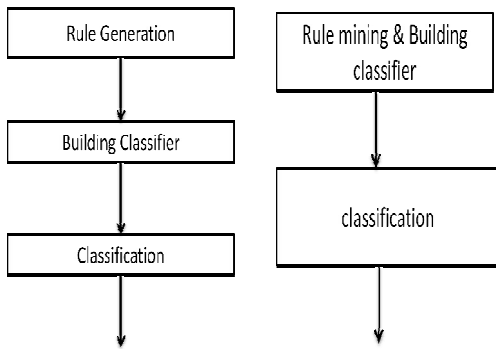 Rule Generation
Building Classifier
Classification
Rule mining & Building
classifier
classification